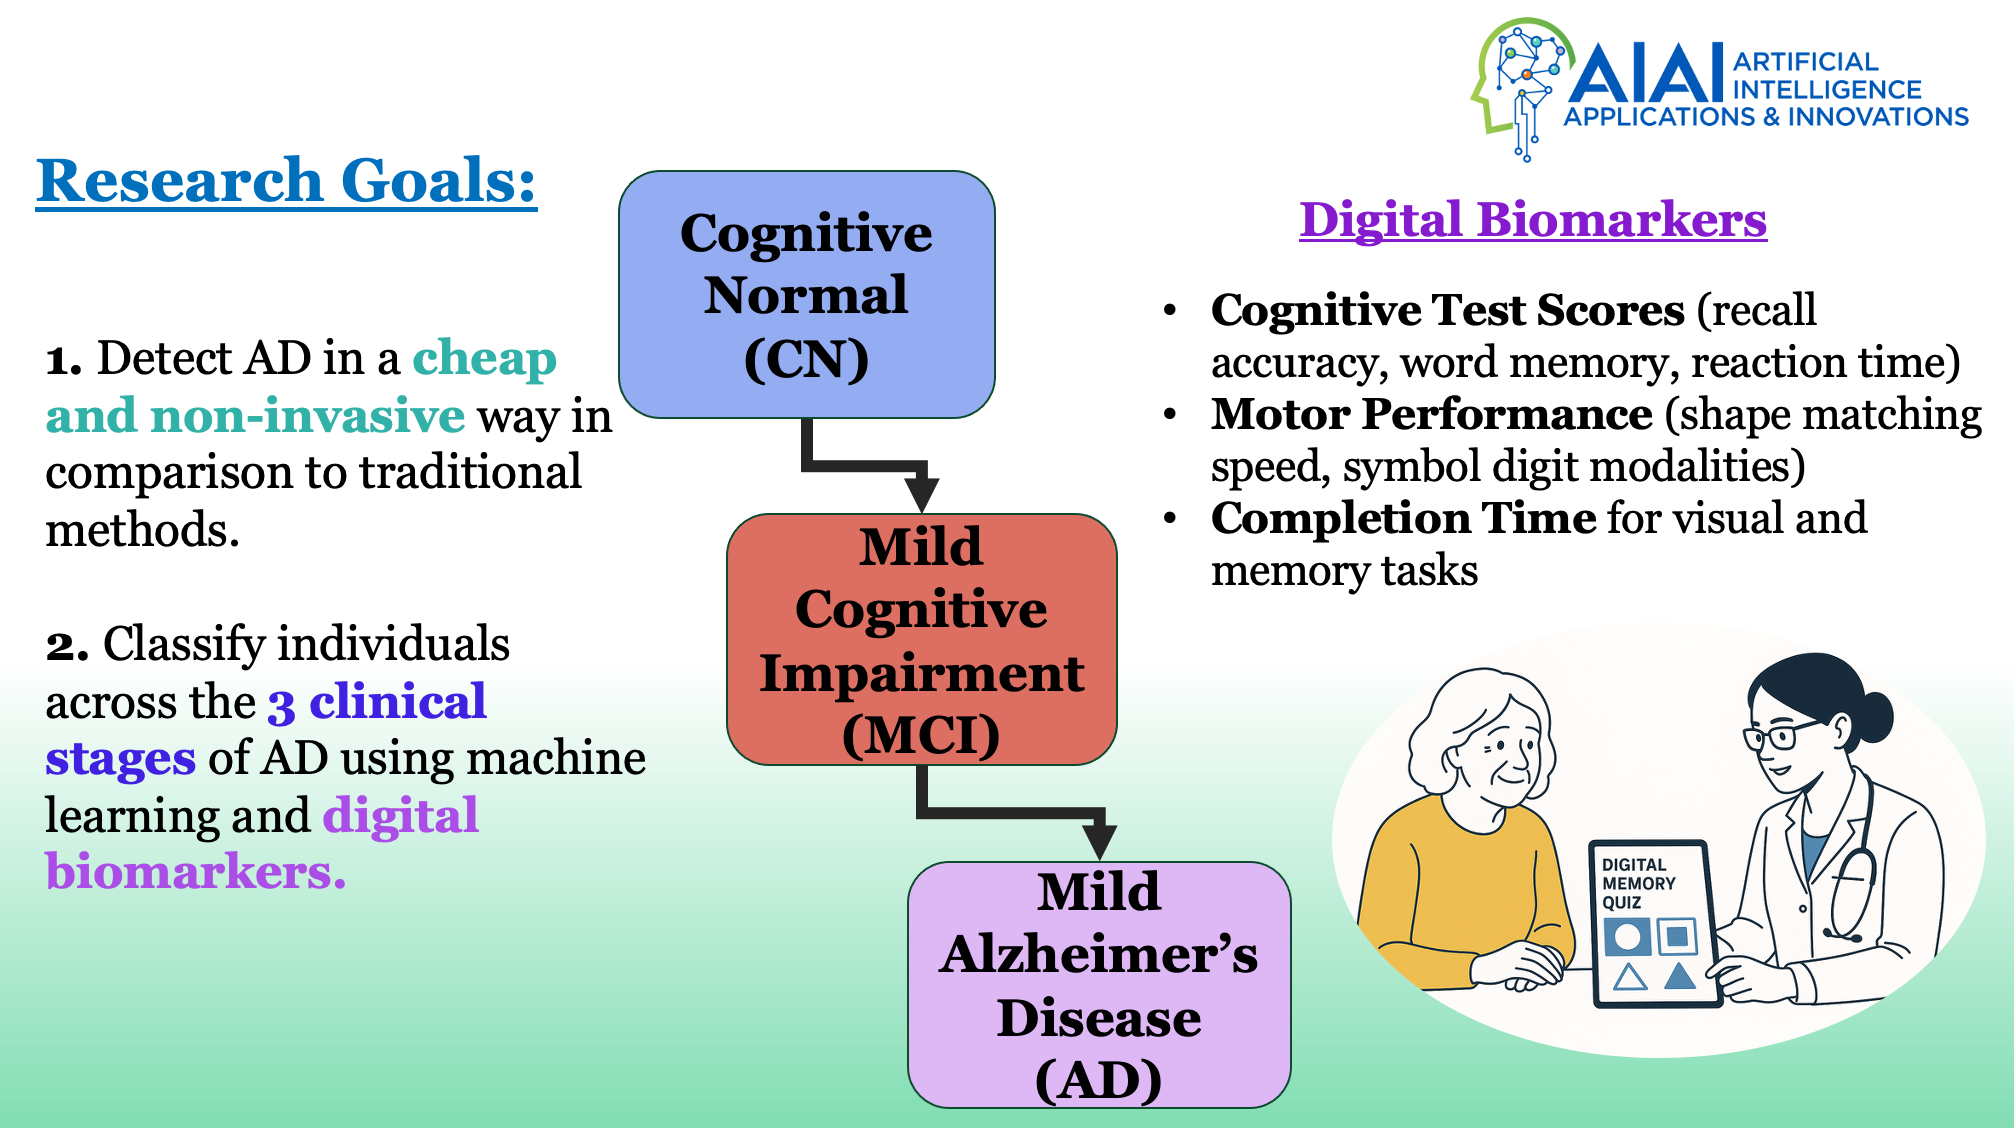 AIAI ARTIFICIAL
INTELLIGENCE
APPLICATIONS & INNOVATIONS
Research Goals:
1. Detect AD in a cheap
and non-invasive way in
comparison to traditional
methods.
2. Classify individuals
across the 3 clinical
stages of AD using machine
learning and digital
biomarkers.
Cognitive
Normal
(CN)
Mild
Cognitive
Impairment
(MCI)
Mild
Alzheimer’s
Disease
(AD)
Digital Biomarkers
• Cognitive Test Scores (recall
accuracy, word memory, reaction time)
• Motor Performance (shape matching
speed, symbol digit modalities)
• Completion Time for visual and
memory tasks
DIGITAL
MEMORY
QUIZ